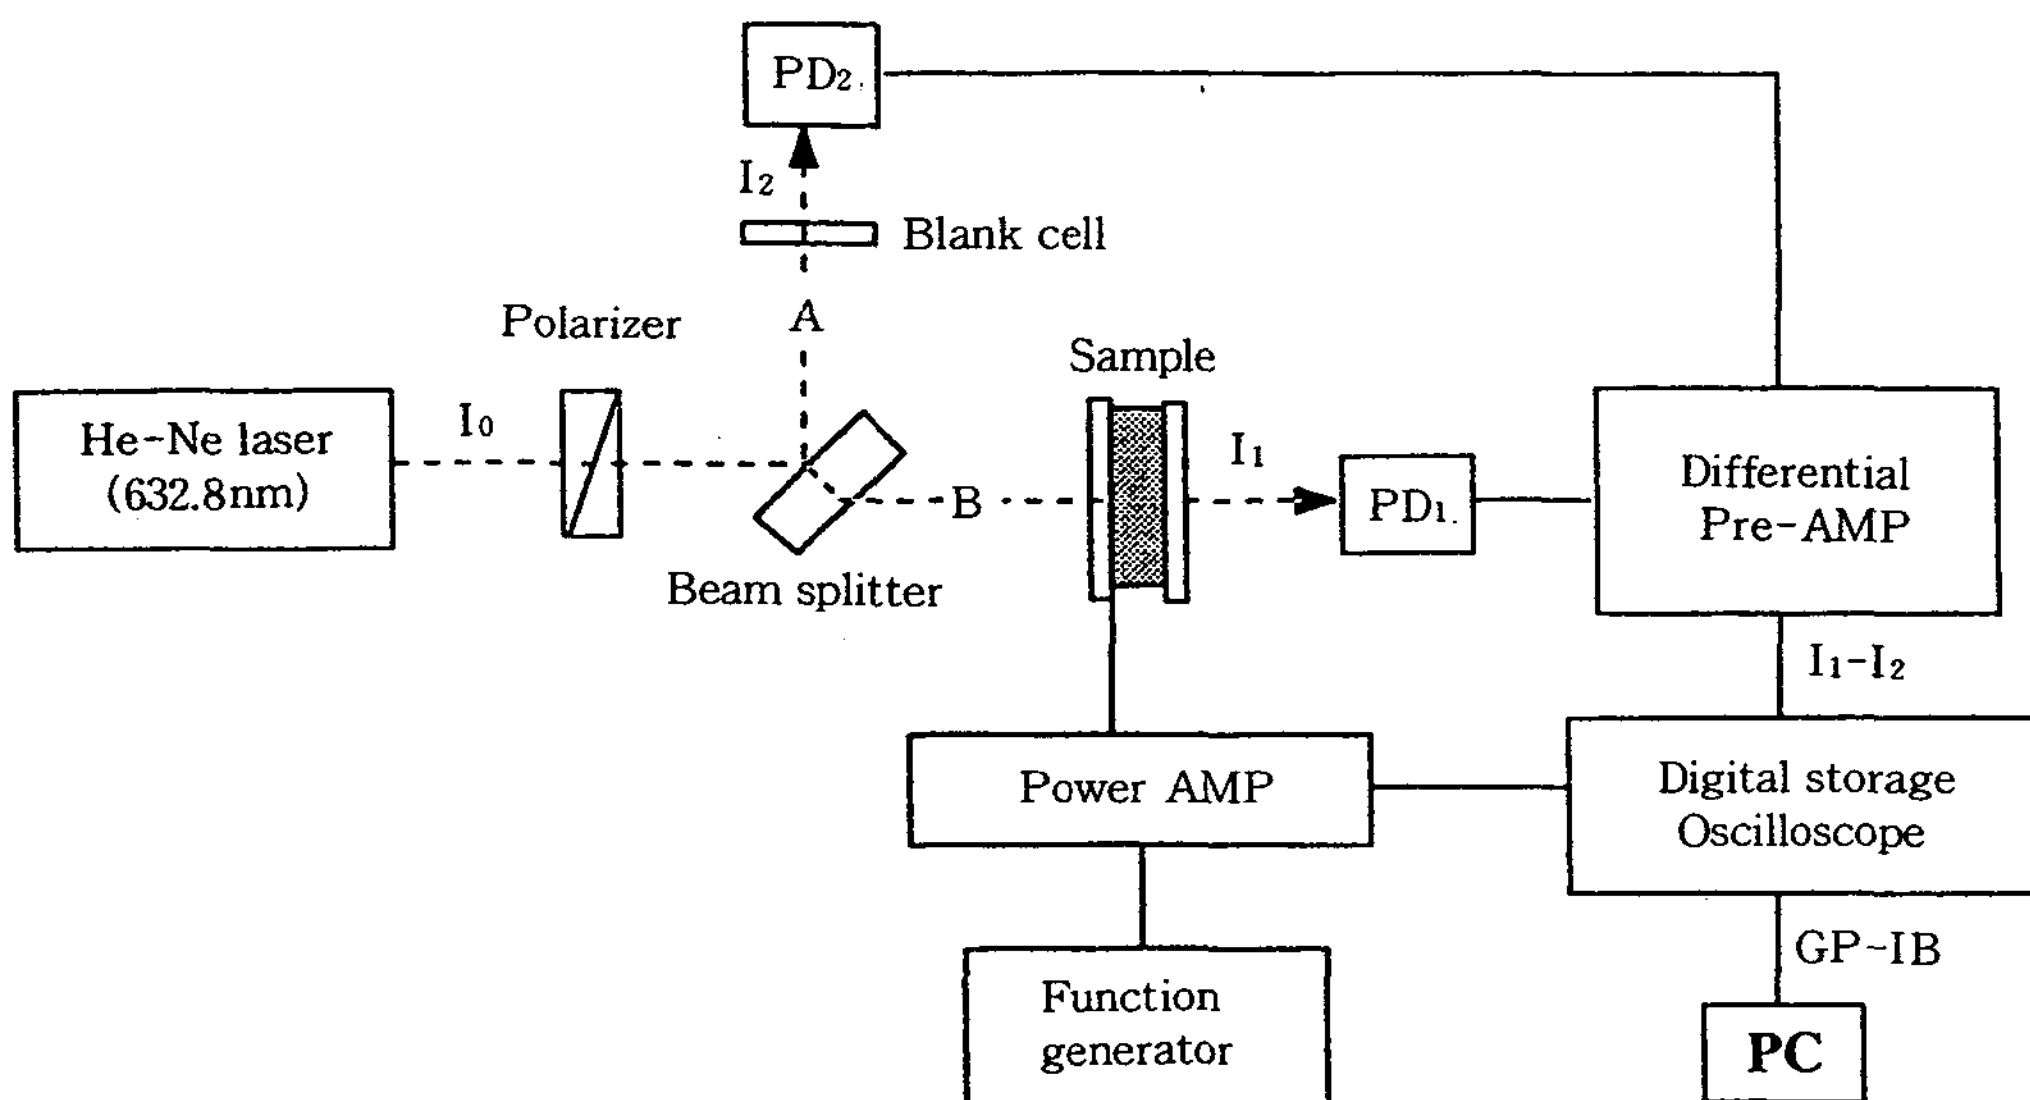 PD₂
I₂
Blank cell
A
Polarizer
Sample
He-Ne laser
(632.8nm)
I₀
B
I₁
PD₁
Differential
Pre-AMP
Beam splitter
I₁-I₂
Power AMP
Digital storage
Oscilloscope
GP-IB
Function
generator
PC